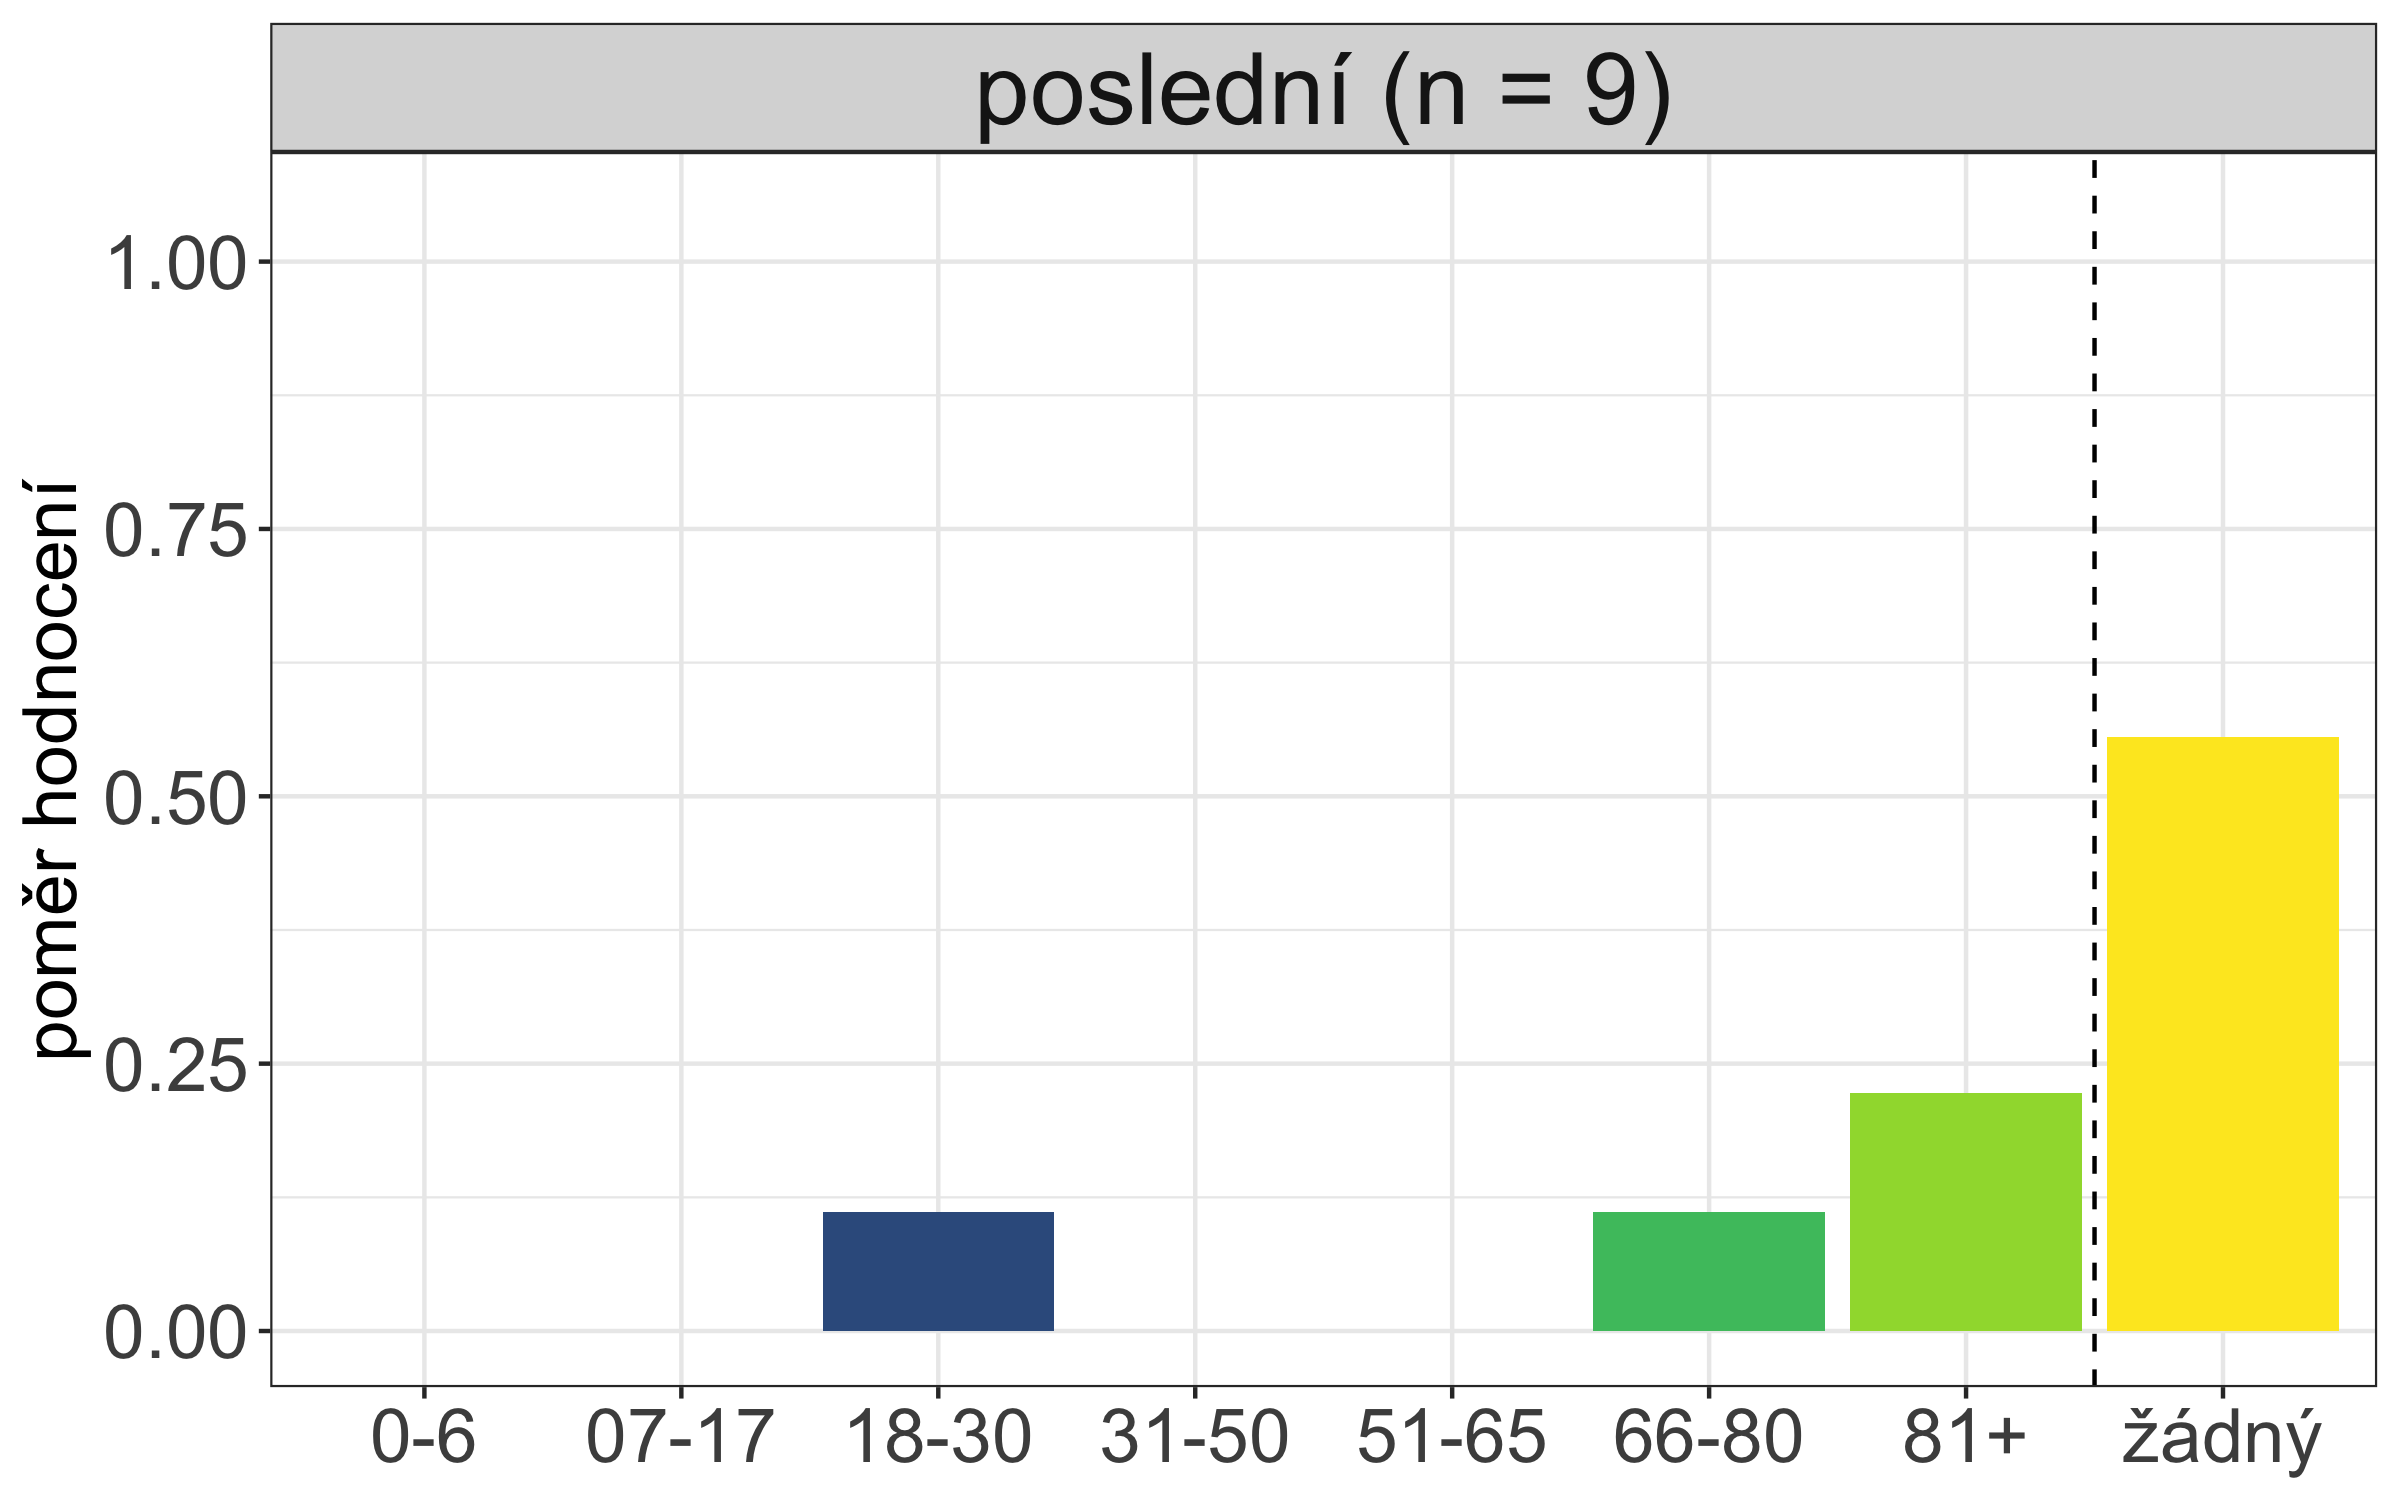 poslední (n = 9)
poměr hodnocení
1.00
0.75
0.50
0.25
0.00
0-6 07-17 18-30 31-50 51-65 66-80 81+ žádný